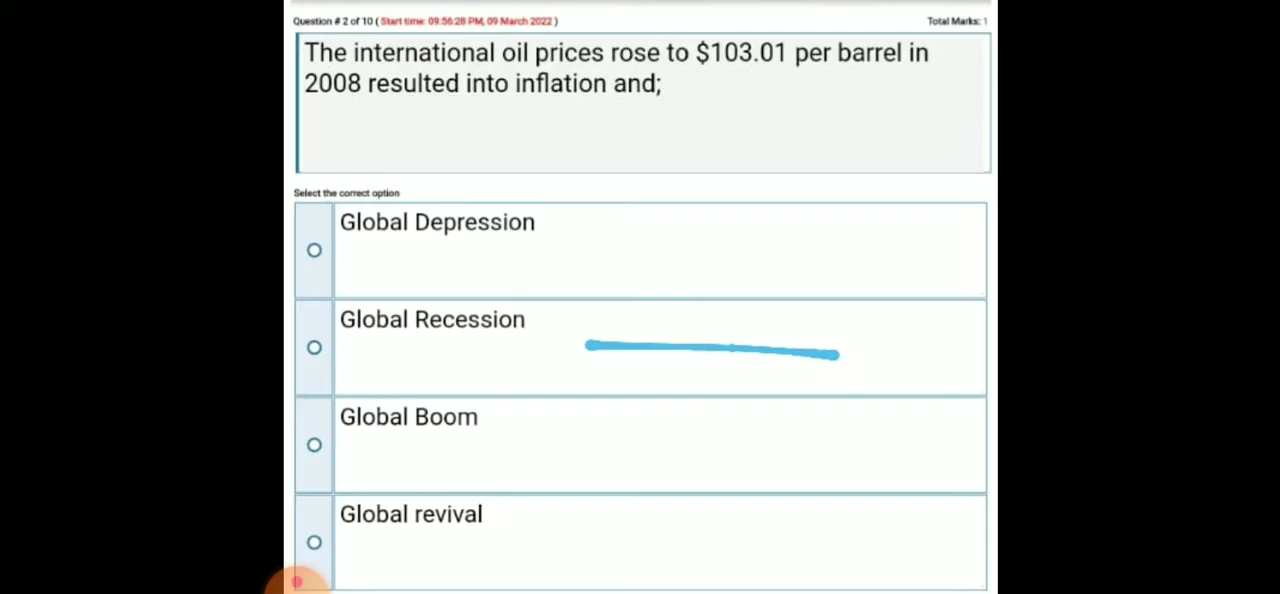 Question # 2 of 10 ( Start time: 09:56:28 PM, 09 March 2022 ) Total Marks: 1
The international oil prices rose to $103.01 per barrel in
2008 resulted into inflation and;
Select the correct option
Global Depression
Global Recession
Global Boom
Global revival